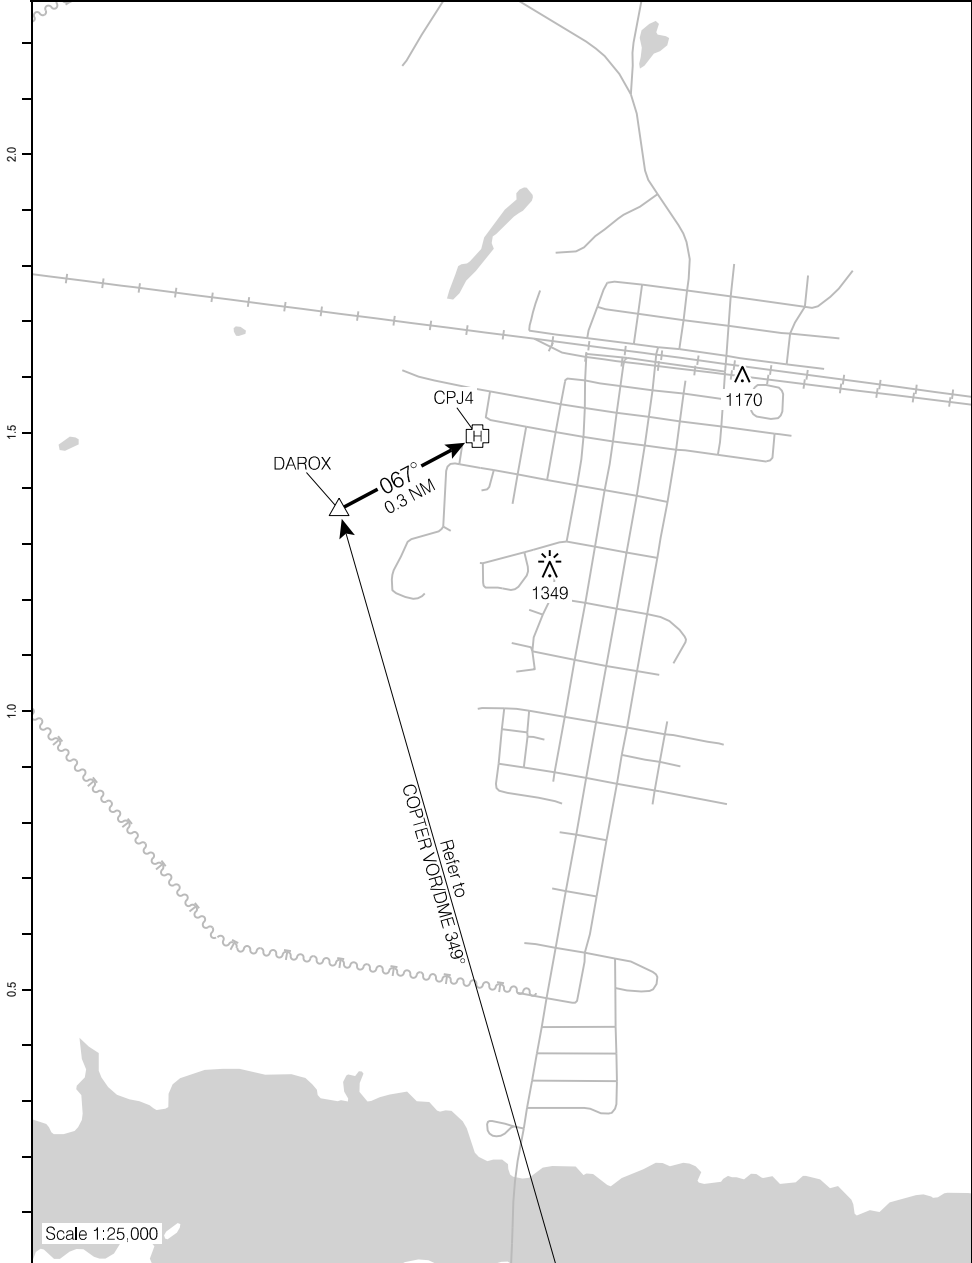 2.0
1170
CPJ4
H
1.5
DAROX
067°
0.3 NM
1349
1.0
Refer to
COPTER VOR/DME 349°
0.5
Scale 1:25,000